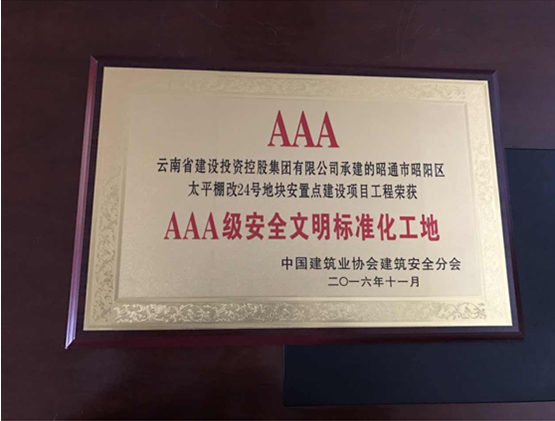 AAA
云南省建设投资控股集团有限公司承建的昭通市昭阳区
太平棚改24号地块安置点建设项目工程荣获
AAA级安全文明标准化工地
中国建筑业协会建筑安全分会
二〇一六年十一月